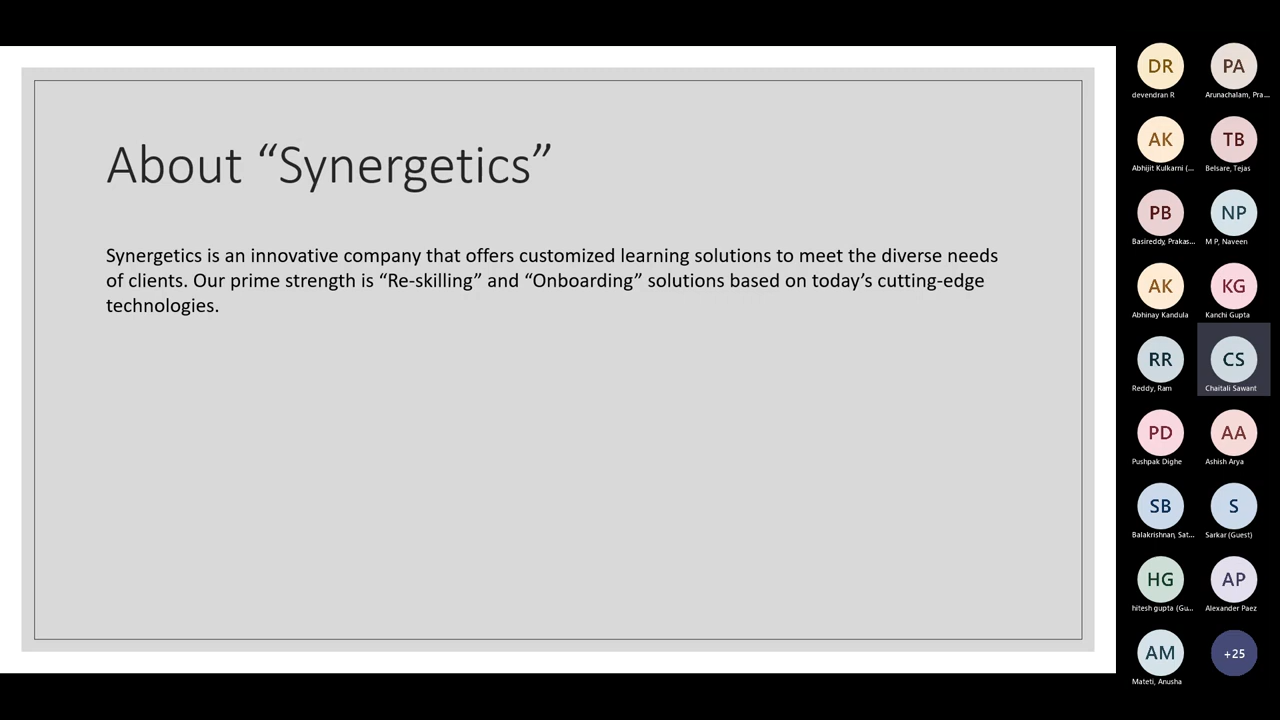 About “Synergetics”
Synergetics is an innovative company that offers customized learning solutions to meet the diverse needs
of clients. Our prime strength is “Re-skilling” and “Onboarding” solutions based on today’s cutting-edge
technologies.
DR
devendran R
PA
Arunachalam, Pra...
AK
Abhijit Kulkarni (...
TB
Belsare, Tejas
PB
Basireddy, Prakas...
NP
M P, Naveen
AK
Abhinay Kandula
KG
Kanchi Gupta
RR
Reddy, Ram
CS
Chaitali Sawant
PD
Pushpak Dighe
AA
Ashish Arya
SB
Balakrishnan, Sat...
S
Sarkar (Guest)
HG
hitesh gupta (Gu...
AP
Alexander Paez
AM
Mateti, Anusha
+25